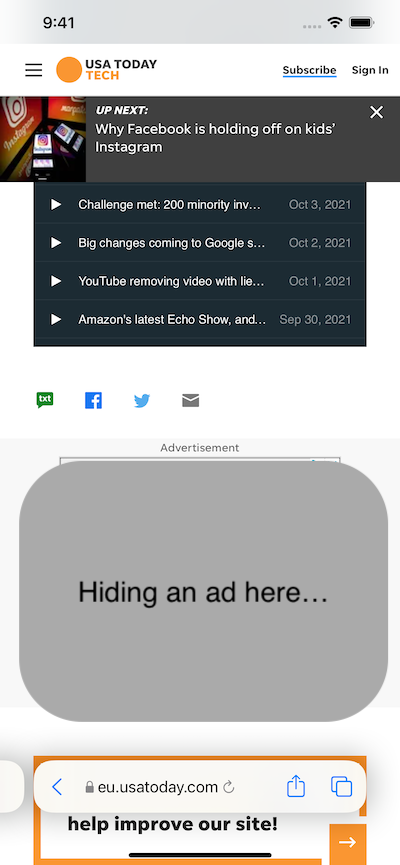 9:41
USA TODAY
TECH
Subscribe
Sign In
UP NEXT:
Why Facebook is holding off on kids’
Instagram
Challenge met: 200 minority inv... Oct 3, 2021
Big changes coming to Google s... Oct 2, 2021
YouTube removing video with lie... Oct 1, 2021
Amazon's latest Echo Show, and... Sep 30, 2021
txt
Advertisement
Hiding an ad here...
eu.usatoday.com
help improve our site!